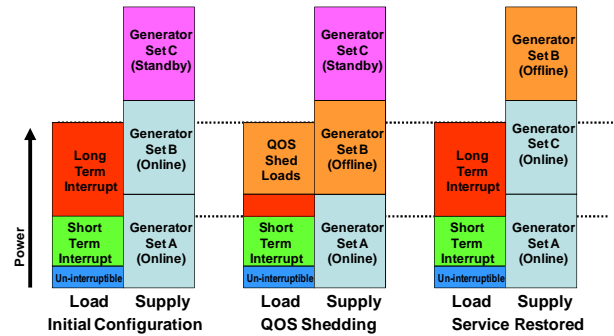 Generator
Set C
(Standby)
Generator
Set B
(Online)
Generator
Set A
(Online)
Long
Term
Interrupt
Short
Term
Interrupt
Un-interruptible
Load
Supply
Initial Configuration
Generator
Set C
(Standby)
Generator
Set B
(Offline)
Generator
Set A
(Online)
QOS
Shed
Loads
Short
Term
Interrupt
Un-interruptible
Load
Supply
QOS Shedding
Generator
Set B
(Offline)
Generator
Set C
(Online)
Generator
Set A
(Online)
Long
Term
Interrupt
Short
Term
Interrupt
Un-interruptible
Load
Supply
Service Restored
Power